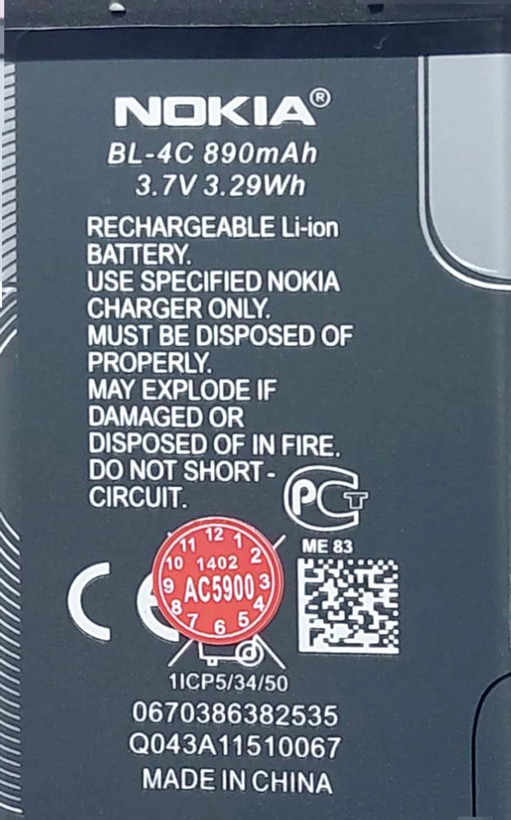 NOKIA®
BL-4C 890mAh
3.7V 3.29Wh
RECHARGEABLE Li-ion
BATTERY.
USE SPECIFIED NOKIA
CHARGER ONLY.
MUST BE DISPOSED OF
PROPERLY.
MAY EXPLODE IF
DAMAGED OR
DISPOSED OF IN FIRE.
DO NOT SHORT-
CIRCUIT.
РСТ
ME 83
CE
12 1 2 3 4 5 6 7 8 9 10 11
1402
AC5900
1ICP5/34/50
0670386382535
Q043A11510067
MADE IN CHINA